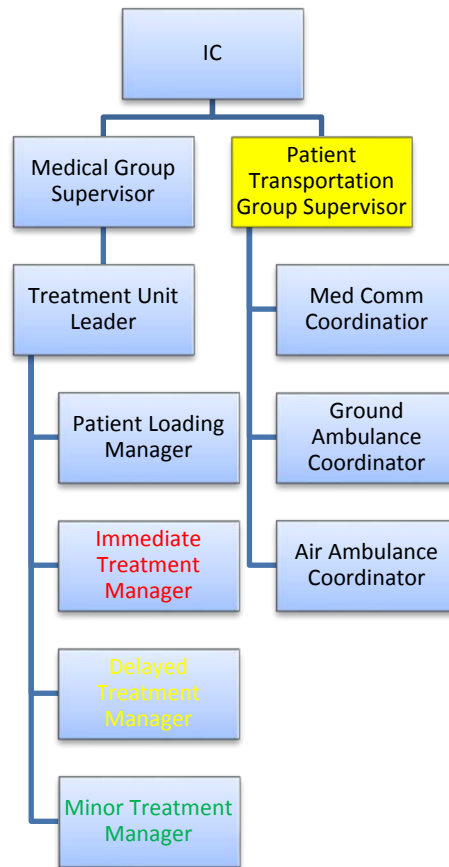 IC
Medical Group
Supervisor
Patient
Transportation
Group Supervisor
Treatment Unit
Leader
Med Comm
Coordinatior
Patient Loading
Manager
Ground
Ambulance
Coordinator
Immediate
Treatment
Manager
Air Ambulance
Coordinator
Delayed
Treatment
Manager
Minor Treatment
Manager